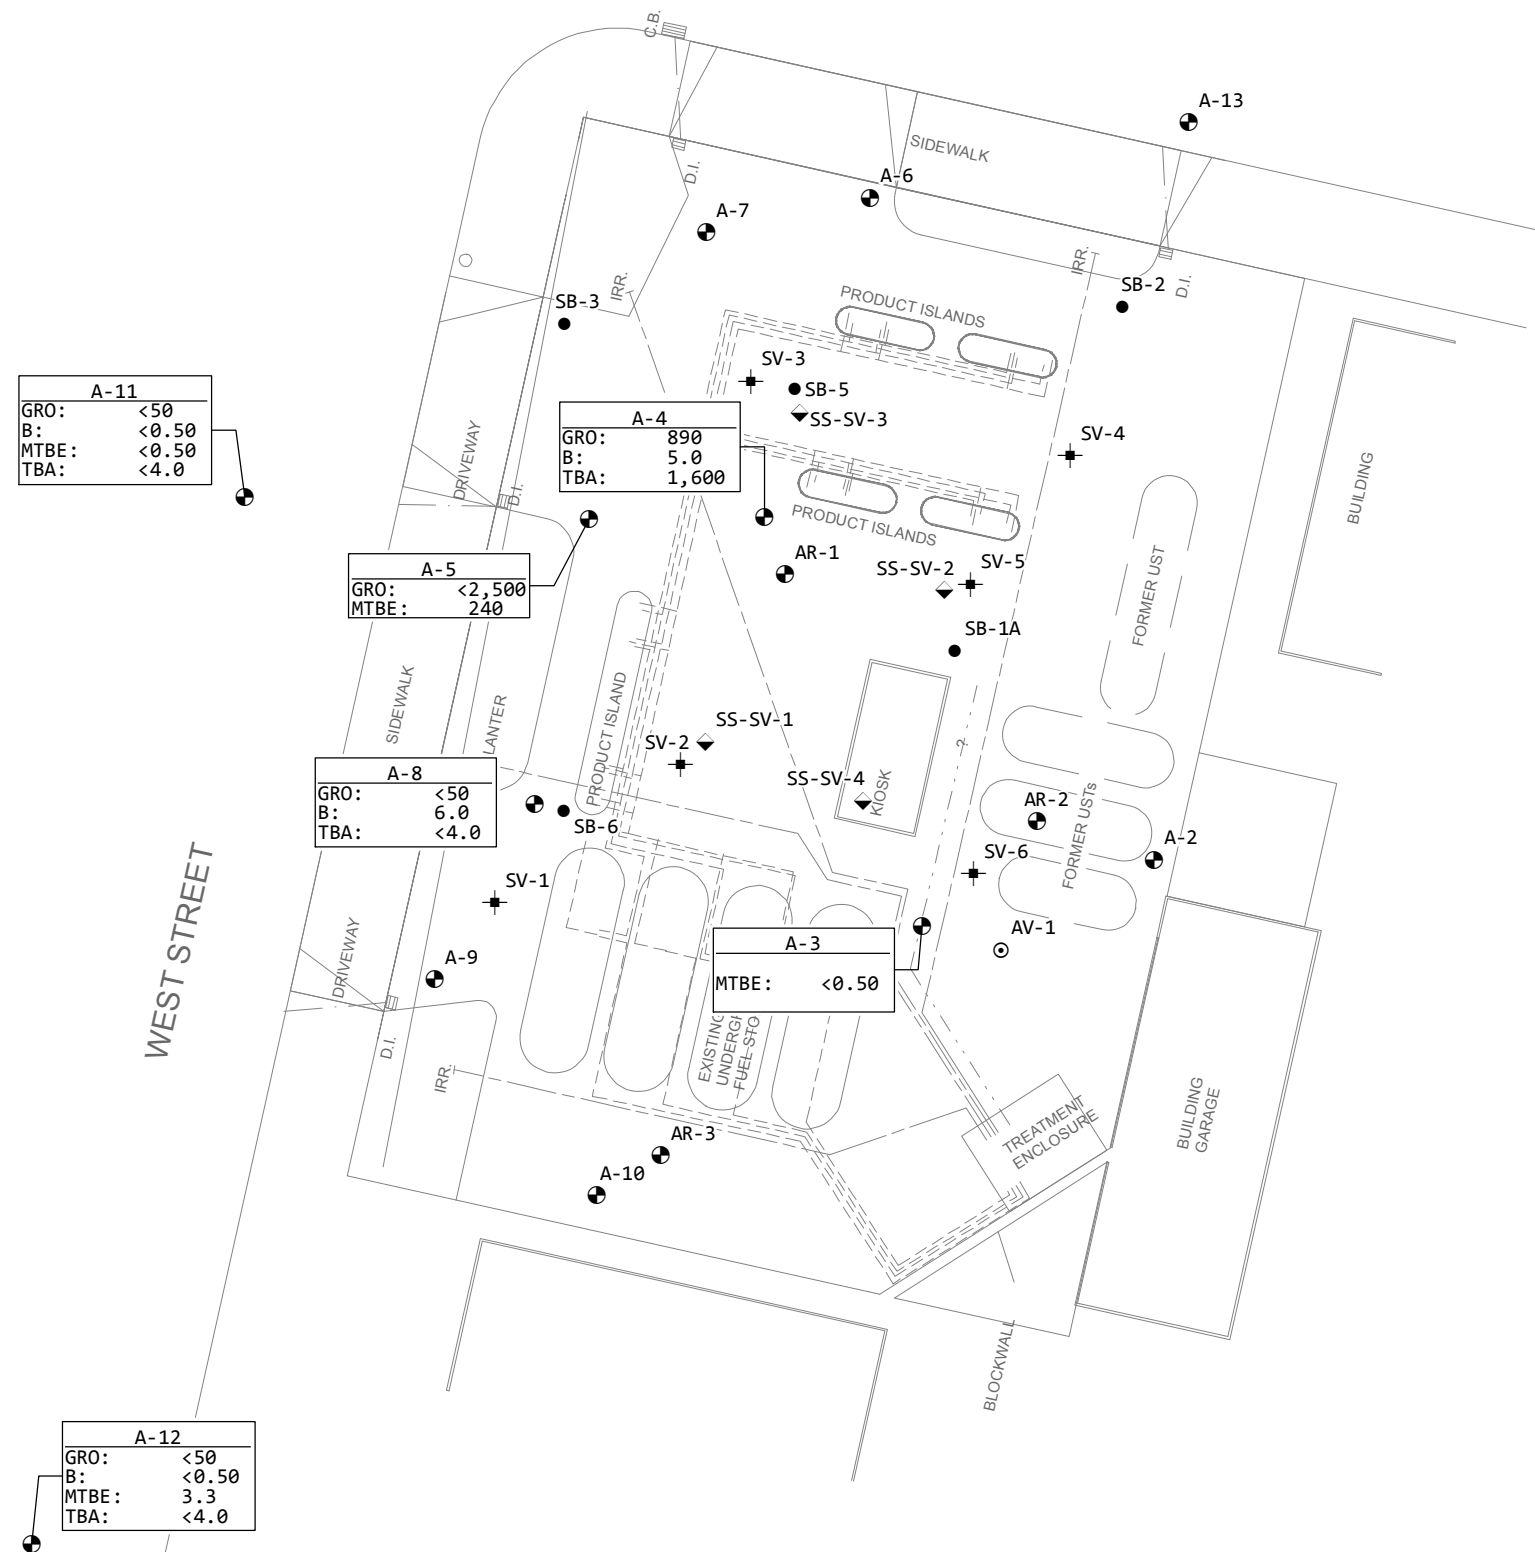 C.B.
A-13
SIDEWALK
D.I.
A-6
A-7
IRR.
D.I.
IRR.
SB-3
SB-2
PRODUCT ISLANDS
SV-3
SB-5
SS-SV-3
A-11
GRO: <50
B: <0.50
MTBE: <0.50
TBA: <4.0
A-4
GRO: 890
B: 5.0
TBA: 1,600
SV-4
DRIVEWAY
D.I.
BUILDING
PRODUCT ISLANDS
AR-1
SS-SV-2
SV-5
FORMER UST
A-5
GRO: <2,500
MTBE: 240
SB-1A
SIDEWALK
LANTER
PRODUCT ISLAND
SS-SV-1
SV-2
?
SS-SV-4
KIOSK
A-8
GRO: <50
B: 6.0
TBA: <4.0
SB-6
AR-2
FORMER USTs
A-2
SV-6
SV-1
AV-1
A-3
MTBE: <0.50
WEST STREET
DRIVEWAY
A-9
D.I.
IRR.
EXISTING
UNDERG
FUEL STO
TREATMENT
ENCLOSURE
BUILDING
GARAGE
AR-3
A-10
BLOCKWALL
A-12
GRO: <50
B: <0.50
MTBE: 3.3
TBA: <4.0